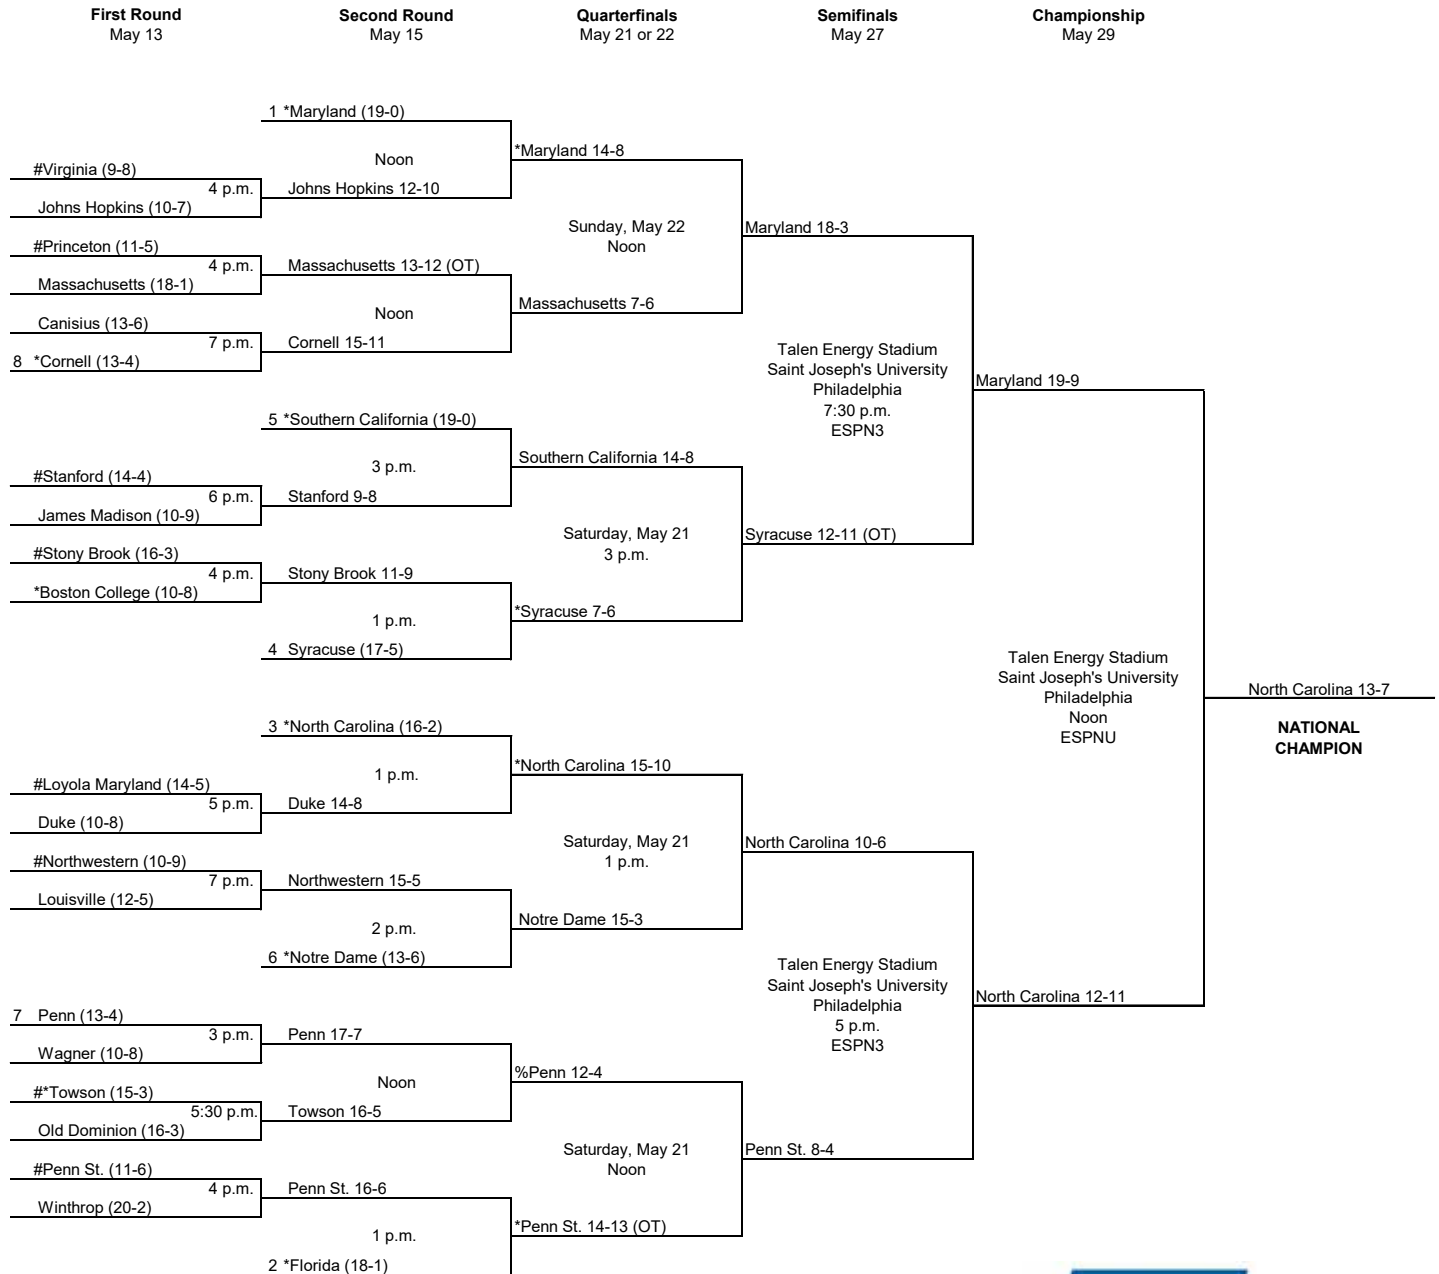 First Round
May 13
Second Round
May 15
Quarterfinals
May 21 or 22
Semifinals
May 27
Championship
May 29
1 *Maryland (19-0)
Noon
#Virginia (9-8)
4 p.m.
Johns Hopkins (10-7)
Johns Hopkins 12-10
*Maryland 14-8
#Princeton (11-5)
4 p.m.
Massachusetts (18-1)
Massachusetts 13-12 (OT)
Noon
Canisius (13-6)
7 p.m.
8 *Cornell (13-4)
Cornell 15-11
Massachusetts 7-6
Sunday, May 22
Noon
Maryland 18-3
5 *Southern California (19-0)
3 p.m.
#Stanford (14-4)
6 p.m.
James Madison (10-9)
Stanford 9-8
Southern California 14-8
#Stony Brook (16-3)
4 p.m.
*Boston College (10-8)
Stony Brook 11-9
1 p.m.
4 Syracuse (17-5)
*Syracuse 7-6
Saturday, May 21
3 p.m.
Syracuse 12-11 (OT)
Talen Energy Stadium
Saint Joseph's University
Philadelphia
7:30 p.m.
ESPN3
Maryland 19-9
3 *North Carolina (16-2)
1 p.m.
#Loyola Maryland (14-5)
5 p.m.
Duke (10-8)
Duke 14-8
*North Carolina 15-10
#Northwestern (10-9)
7 p.m.
Louisville (12-5)
Northwestern 15-5
2 p.m.
6 *Notre Dame (13-6)
Notre Dame 15-3
Saturday, May 21
1 p.m.
North Carolina 10-6
7 Penn (13-4)
3 p.m.
Wagner (10-8)
Penn 17-7
Noon
#*Towson (15-3)
5:30 p.m.
Old Dominion (16-3)
Towson 16-5
%Penn 12-4
#Penn St. (11-6)
4 p.m.
Winthrop (20-2)
Penn St. 16-6
1 p.m.
2 *Florida (18-1)
*Penn St. 14-13 (OT)
Saturday, May 21
Noon
Penn St. 8-4
Talen Energy Stadium
Saint Joseph's University
Philadelphia
5 p.m.
ESPN3
North Carolina 12-11
Talen Energy Stadium
Saint Joseph's University
Philadelphia
Noon
ESPNU
North Carolina 13-7
NATIONAL
CHAMPION